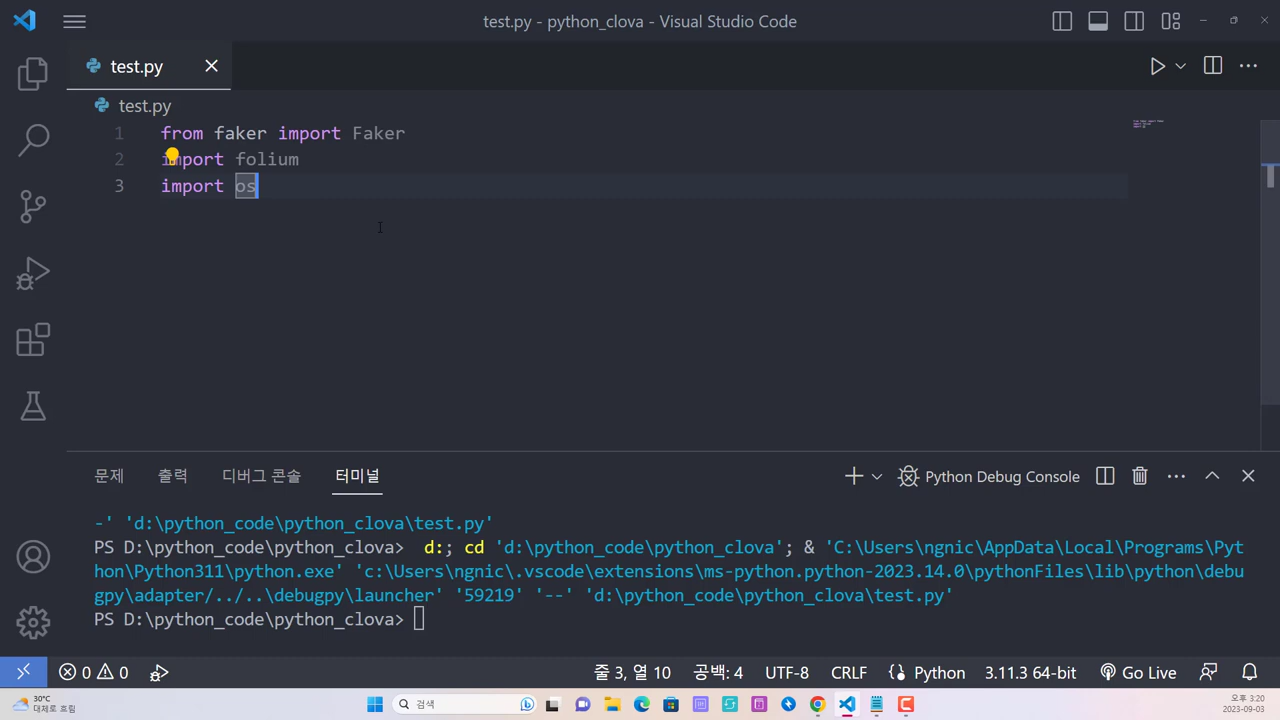 test.py - python_clova - Visual Studio Code
test.py
test.py
1 from faker import Faker
2 import folium
3 import os
문제 출력 디버그 콘솔 터미널 Python Debug Console
-' 'd:\python_code\python_clova\test.py'
PS D:\python_code\python_clova>  d:; cd 'd:\python_code\python_clova'; & 'C:\Users\ngnic\AppData\Local\Programs\Pyt
hon\Python311\python.exe' 'c:\Users\ngnic\.vscode\extensions\ms-python.python-2023.14.0\pythonFiles\lib\python\debu
gpy\adapter/../..\debugpy\launcher' '59219' '--' 'd:\python_code\python_clova\test.py'
PS D:\python_code\python_clova>
0 0 줄 3, 열 10 공백: 4 UTF-8 CRLF Python 3.11.3 64-bit Go Live
30°C 검색 오후 3:20
대체로 흐림 2023-09-03